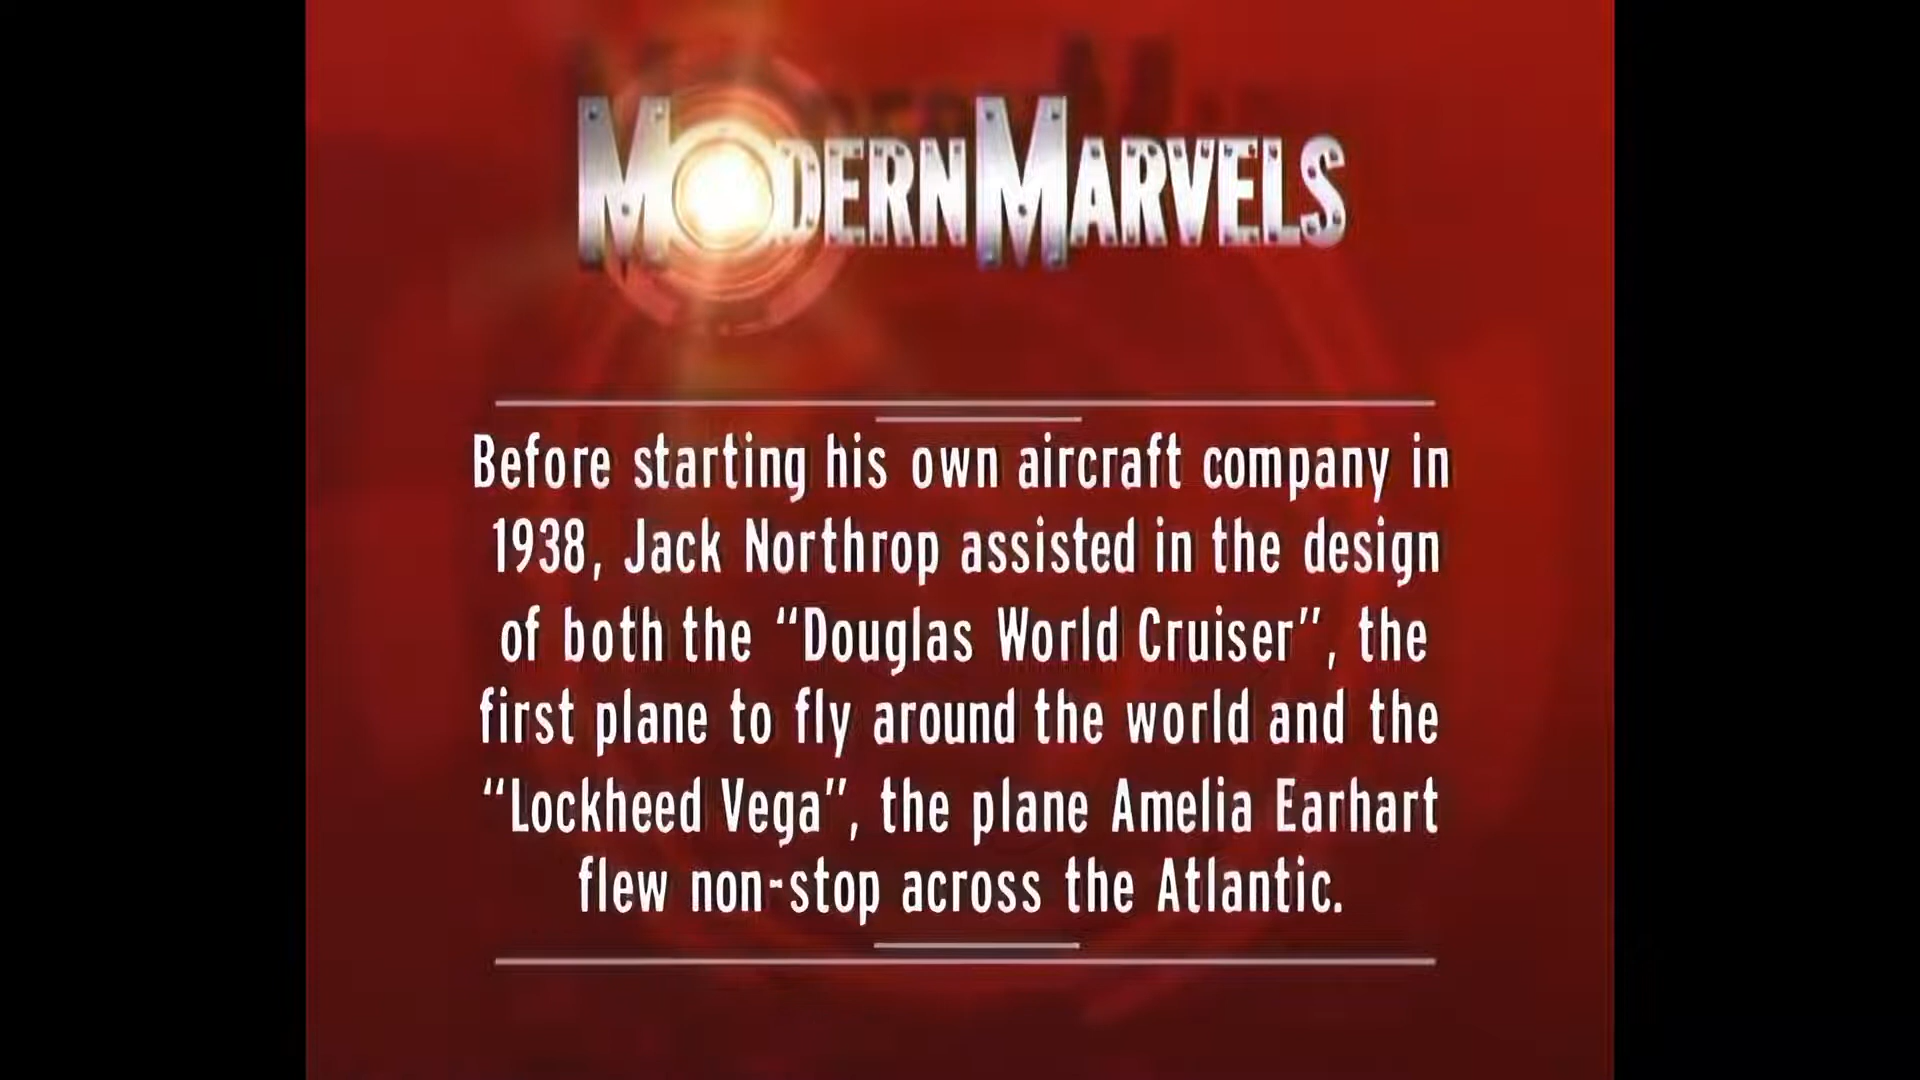 MODERN MARVELS
Before starting his own aircraft company in
1938, Jack Northrop assisted in the design
of both the “Douglas World Cruiser”, the
first plane to fly around the world and the
“Lockheed Vega”, the plane Amelia Earhart
flew non-stop across the Atlantic.